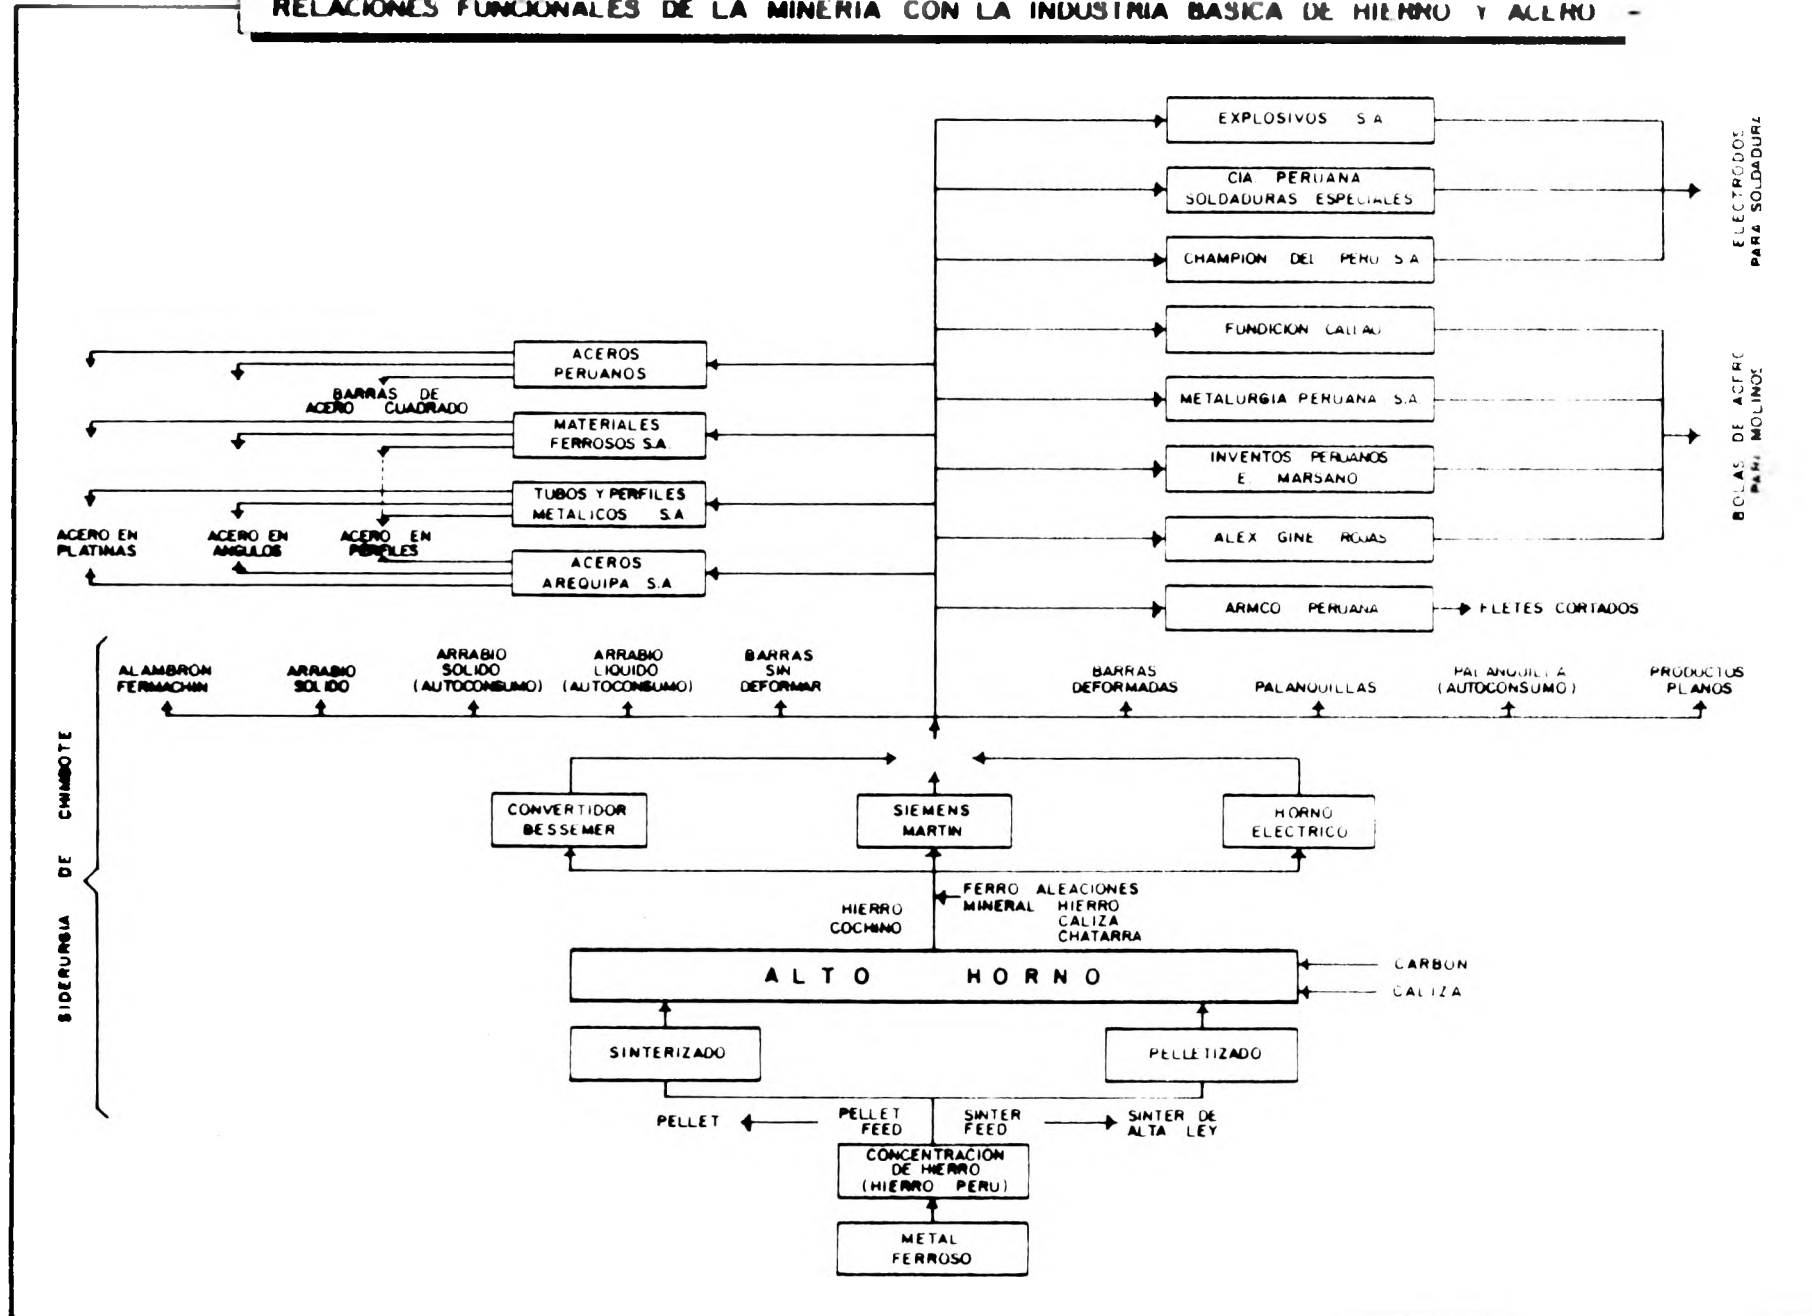 RELACIONES FUNCIONALES DE LA MINERIA CON LA INDUSTRIA BASICA DE HIERRO Y ACERO
EXPLOSIVOS S A
CIA PERUANA
SOLDADURAS ESPECIALES
CHAMPION DEL PERU S A
ELECTRODOS
PARA SOLDADURA
FUNDICION CALLAO
METALURGIA PERUANA S.A
INVENTOS PERUANOS
E. MARSANO
ALEX GINE ROJAS
BOLAS DE ACERO
PARA MOLINOS
ARMCO PERUANA
FLETES CORTADOS
ACEROS
PERUANOS
BARRAS DE
ACERO CUADRADO
MATERIALES
FERROSOS S.A
TUBOS Y PERFILES
METALICOS S.A
ACERO EN
PLATINAS
ACERO EN
ANGULOS
ACERO EN
PERFILES
ACEROS
AREQUIPA S.A
SIDERURGIA DE CHIMBOTE
ALAMBRON
FERMACHIN
ARRABIO
SOLIDO
ARRABIO
SOLIDO
(AUTOCONSUMO)
ARRABIO
LIQUIDO
(AUTOCONSUMO)
BARRAS
SIN
DEFORMAR
BARRAS
DEFORMADAS
PALANQUILLAS
PALANQUILLA
(AUTOCONSUMO)
PRODUCTOS
PLANOS
CONVERTIDOR
BESSEMER
SIEMENS
MARTIN
HORNO
ELECTRICO
HIERRO
COCHINO
FERRO ALEACIONES
MINERAL HIERRO
CALIZA
CHATARRA
ALTO HORNO
CARBON
CALIZA
SINTERIZADO
PELLETIZADO
PELLET
PELLET
FEED
SINTER
FEED
SINTER DE
ALTA LEY
CONCENTRACION
DE HIERRO
(HIERRO PERU)
METAL
FERROSO